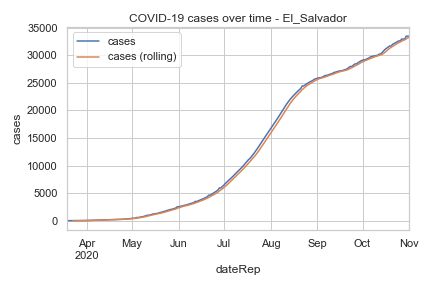 COVID-19 cases over time - El_Salvador
cases
cases (rolling)
35000
30000
25000
20000
15000
10000
5000
0
cases
Apr May Jun Jul Aug Sep Oct Nov
2020
dateRep